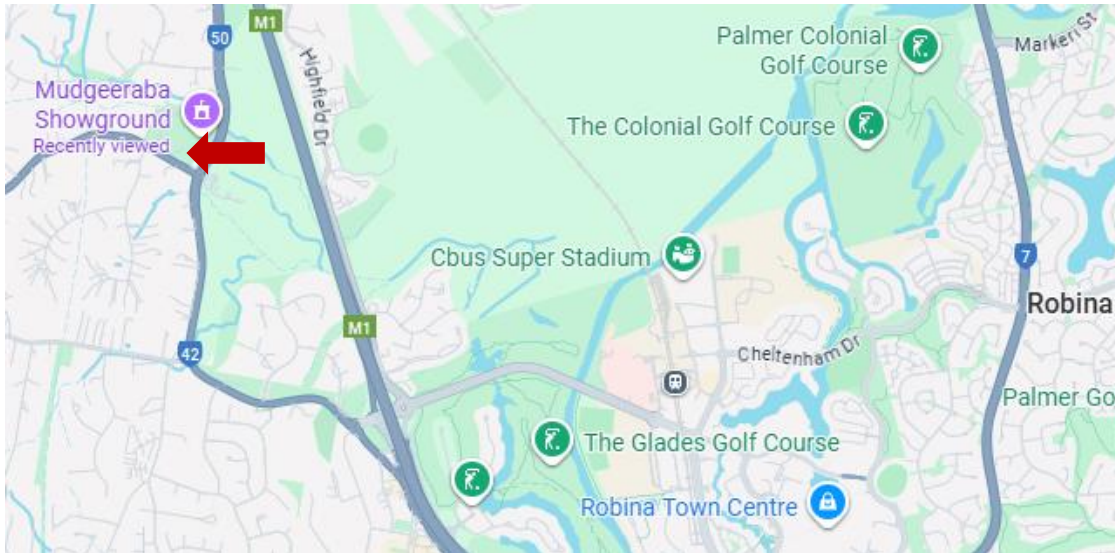 M1
50
Highfield Dr
Palmer Colonial
Golf Course
Markeri St
Mudgeeraba
Showground
Recently viewed
The Colonial Golf Course
Cbus Super Stadium
7
Robina
M1
42
Cheltenham Dr
Palmer Go
The Glades Golf Course
Robina Town Centre